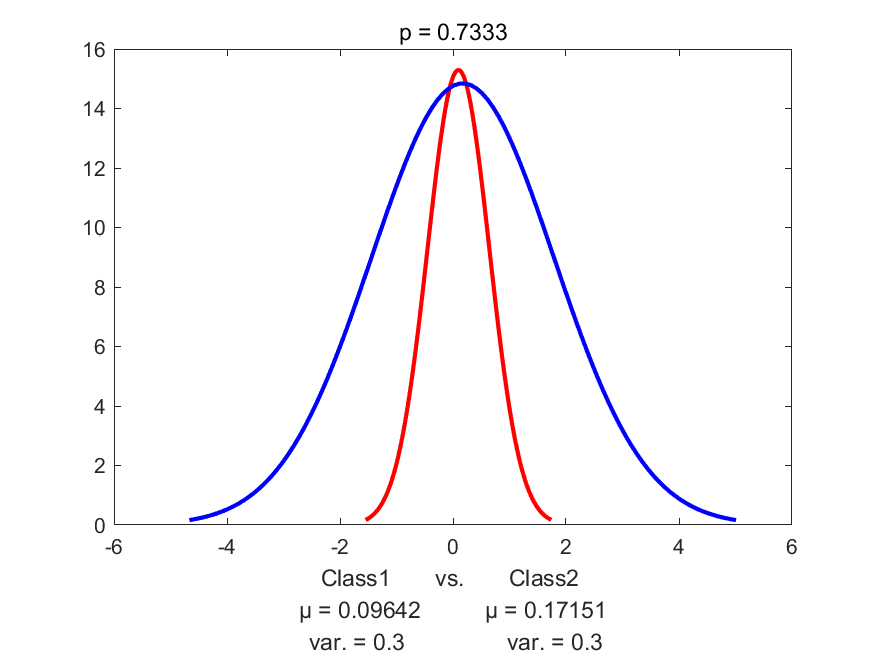 p = 0.7333
16
14
12
10
8
6
4
2
0
-6 -4 -2 0 2 4 6
Class1 vs. Class2
μ = 0.09642 μ = 0.17151
var. = 0.3 var. = 0.3